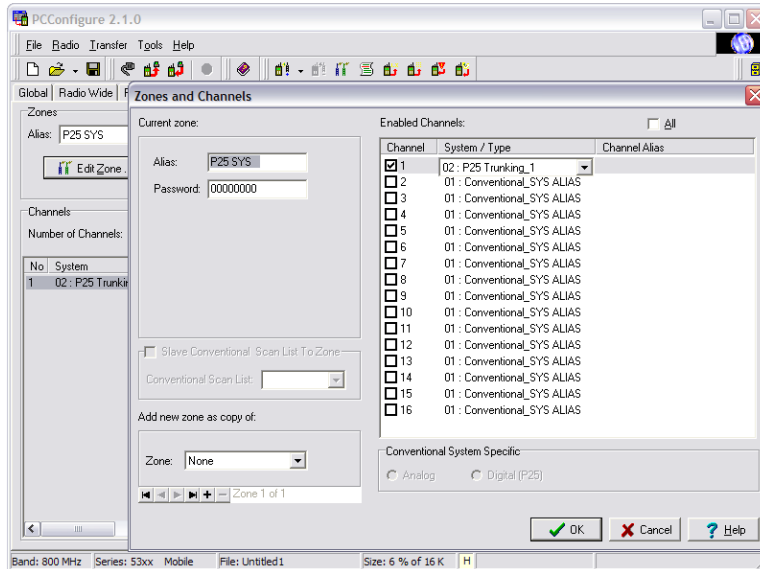 PCConfigure 2.1.0
File Radio Transfer Tools Help
Global Radio Wide
Zones
Alias: P25 SYS
Edit Zone
Channels
Number of Channels:
No System
1 02 : P25 Trunkin
Zones and Channels
Current zone:
Alias: P25 SYS
Password: 00000000
Slave Conventional Scan List To Zone
Conventional Scan List:
Add new zone as copy of:
Zone: None
Zone 1 of 1
Enabled Channels: All
Channel System / Type Channel Alias
1 02 : P25 Trunking_1
2 01 : Conventional_SYS ALIAS
3 01 : Conventional_SYS ALIAS
4 01 : Conventional_SYS ALIAS
5 01 : Conventional_SYS ALIAS
6 01 : Conventional_SYS ALIAS
7 01 : Conventional_SYS ALIAS
8 01 : Conventional_SYS ALIAS
9 01 : Conventional_SYS ALIAS
10 01 : Conventional_SYS ALIAS
11 01 : Conventional_SYS ALIAS
12 01 : Conventional_SYS ALIAS
13 01 : Conventional_SYS ALIAS
14 01 : Conventional_SYS ALIAS
15 01 : Conventional_SYS ALIAS
16 01 : Conventional_SYS ALIAS
Conventional System Specific
Analog Digital (P25)
OK Cancel Help
Band: 800 MHz Series: 53xx Mobile File: Untitled1 Size: 6 % of 16 K H